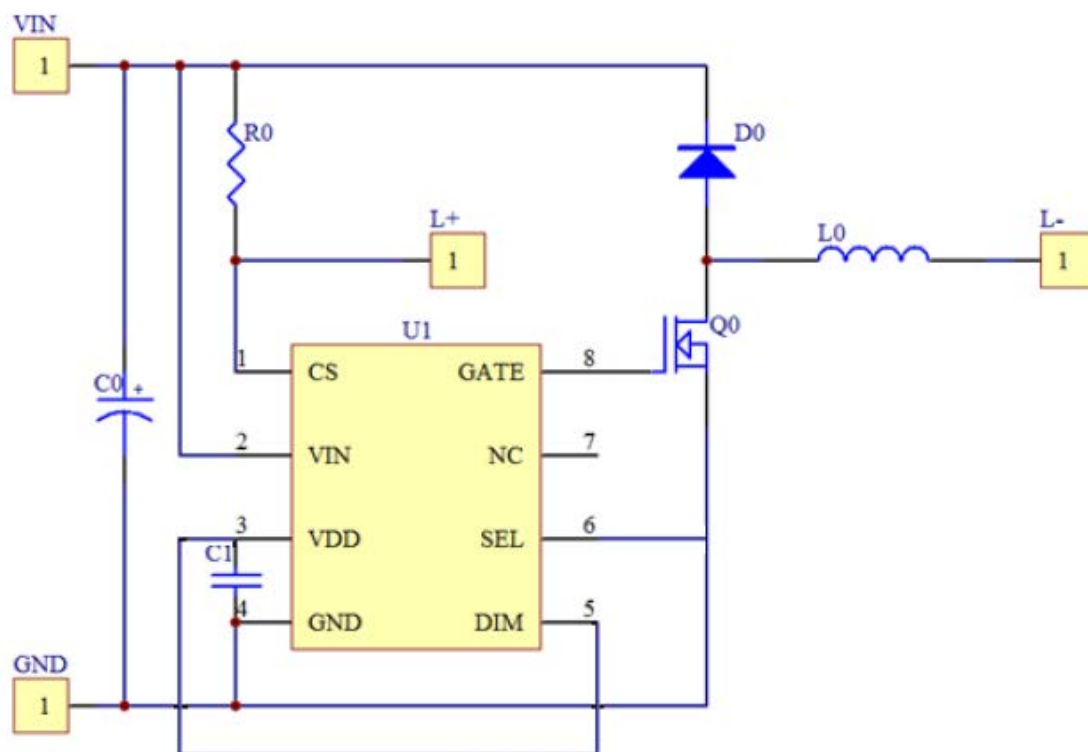 VIN
1
R0
D0
L+
1
L0
L-
1
U1
Q0
1 CS GATE 8
C0 +
2 VIN NC 7
3 VDD SEL 6
C1
4 GND DIM 5
GND
1